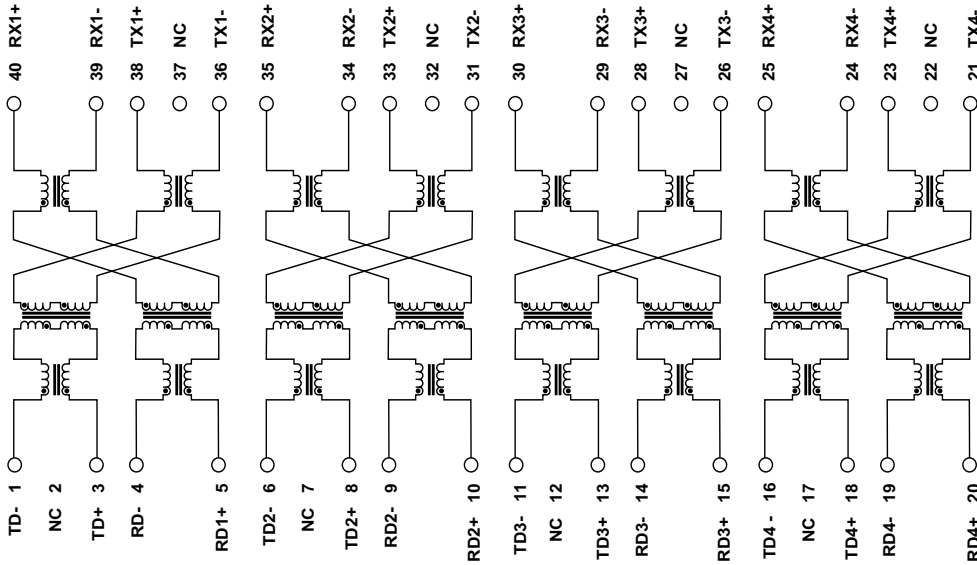 40 RX1+
39 RX1-
38 TX1+
37 NC
36 TX1-
35 RX2+
34 RX2-
33 TX2+
32 NC
31 TX2-
30 RX3+
29 RX3-
28 TX3+
27 NC
26 TX3-
25 RX4+
24 RX4-
23 TX4+
22 NC
21 TX4-
TD- 1
NC 2
TD+ 3
RD- 4
RD1+ 5
TD2- 6
NC 7
TD2+ 8
RD2- 9
RD2+ 10
TD3- 11
NC 12
TD3+ 13
RD3- 14
RD3+ 15
TD4 - 16
NC 17
TD4+ 18
RD4- 19
RD4+ 20